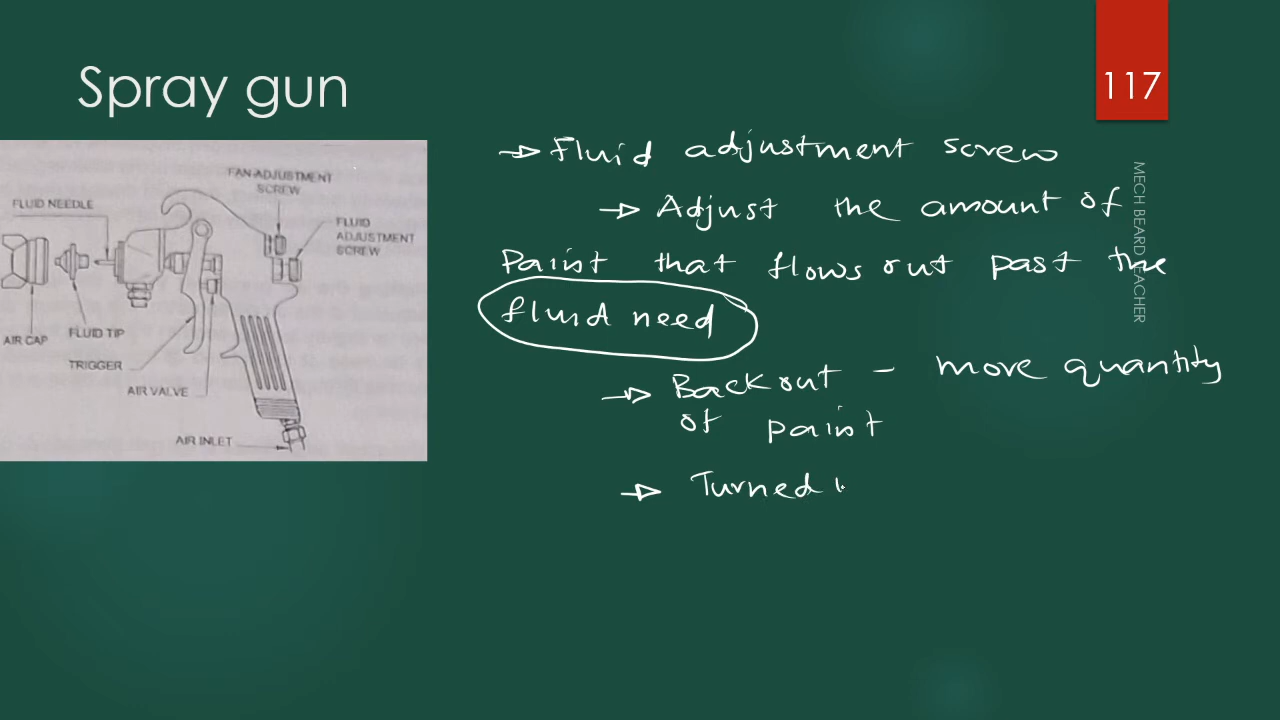 Spray gun
117
FAN-ADJUSTMENT
SCREW
FLUID NEEDLE
FLUID
ADJUSTMENT
SCREW
AIR CAP
FLUID TIP
TRIGGER
AIR VALVE
AIR INLET
→ Fluid adjustment screw
→ Adjust the amount of
Paint that flows out past the
fluid need
→ Back out - more quantity
of paint
→ Turned
MECH BEARD TEACHER